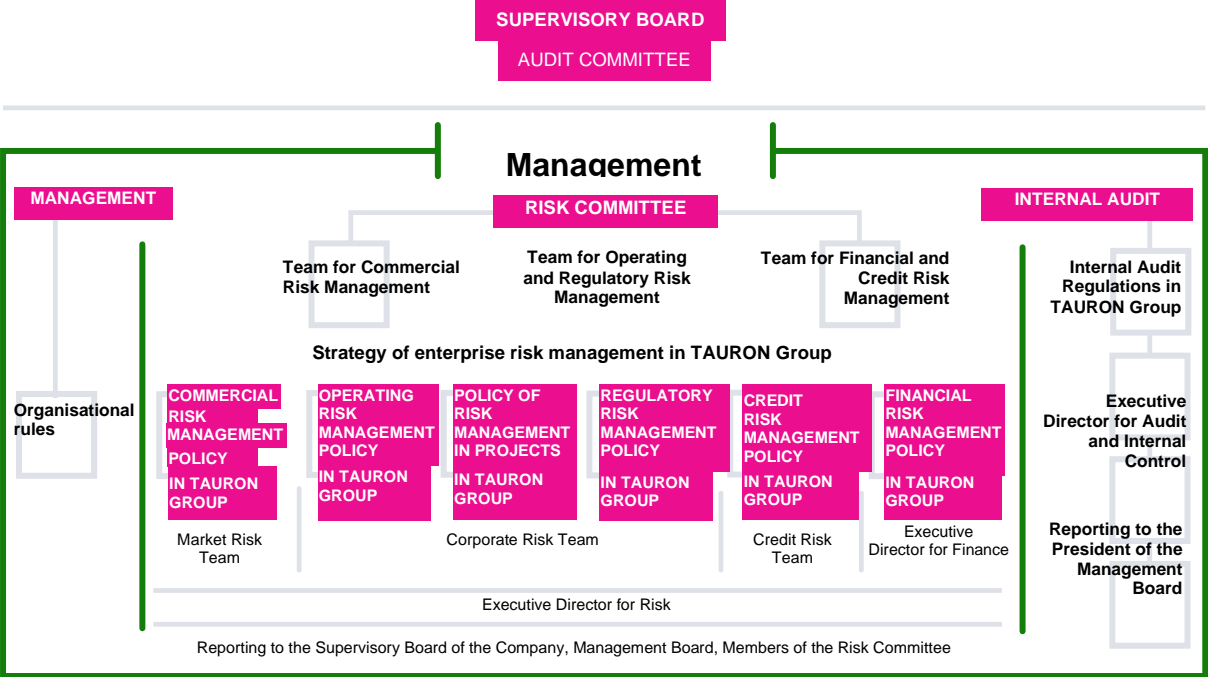 SUPERVISORY BOARD
AUDIT COMMITTEE
Management
MANAGEMENT
RISK COMMITTEE
INTERNAL AUDIT
Team for Commercial
Risk Management
Team for Operating
and Regulatory Risk
Management
Team for Financial and
Credit Risk
Management
Internal Audit
Regulations in
TAURON Group
Strategy of enterprise risk management in TAURON Group
Organisational
rules
COMMERCIAL
RISK
MANAGEMENT
POLICY
IN TAURON
GROUP
OPERATING
RISK
MANAGEMENT
POLICY
IN TAURON
GROUP
POLICY OF
RISK
MANAGEMENT
IN PROJECTS
IN TAURON
GROUP
REGULATORY
RISK
MANAGEMENT
POLICY
IN TAURON
GROUP
CREDIT
RISK
MANAGEMENT
POLICY
IN TAURON
GROUP
FINANCIAL
RISK
MANAGEMENT
POLICY
IN TAURON
GROUP
Executive
Director for Audit
and Internal
Control
Market Risk
Team
Corporate Risk Team
Credit Risk
Team
Executive
Director for Finance
Reporting to the
President of the
Management
Board
Executive Director for Risk
Reporting to the Supervisory Board of the Company, Management Board, Members of the Risk Committee